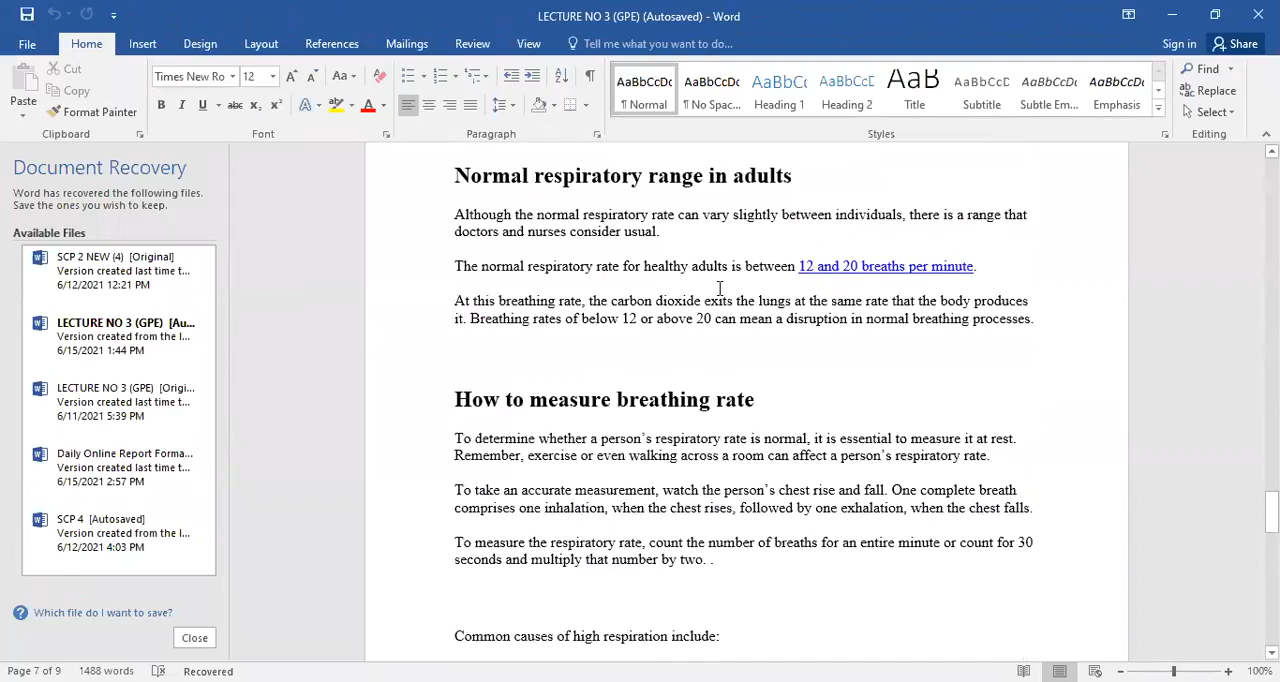 LECTURE NO 3 (GPE) (Autosaved) - Word
File Home Insert Design Layout References Mailings Review View Tell me what you want to do... Sign in Share
Paste
Cut
Copy
Format Painter
Times New Ro 12
AaBbCcDc AaBbCcDc AaBbCc AaBbCcC AaB AaBbCcD AaBbCcDc AaBbCcDc
¶ Normal ¶ No Spac... Heading 1 Heading 2 Title Subtitle Subtle Em... Emphasis
Find
Replace
Select
Clipboard Font Paragraph Styles Editing
Document Recovery
Word has recovered the following files.
Save the ones you wish to keep.
Available Files
SCP 2 NEW (4) [Original]
Version created last time t...
6/12/2021 12:21 PM
LECTURE NO 3 (GPE) [Au...
Version created from the l...
6/15/2021 1:44 PM
LECTURE NO 3 (GPE) [Origi...
Version created last time t...
6/11/2021 5:39 PM
Daily Online Report Forma...
Version created last time t...
6/15/2021 2:57 PM
SCP 4 [Autosaved]
Version created from the l...
6/12/2021 4:03 PM
Which file do I want to save?
Close
Normal respiratory range in adults
Although the normal respiratory rate can vary slightly between individuals, there is a range that
doctors and nurses consider usual.
The normal respiratory rate for healthy adults is between 12 and 20 breaths per minute.
At this breathing rate, the carbon dioxide exits the lungs at the same rate that the body produces
it. Breathing rates of below 12 or above 20 can mean a disruption in normal breathing processes.
How to measure breathing rate
To determine whether a person's respiratory rate is normal, it is essential to measure it at rest.
Remember, exercise or even walking across a room can affect a person's respiratory rate.
To take an accurate measurement, watch the person's chest rise and fall. One complete breath
comprises one inhalation, when the chest rises, followed by one exhalation, when the chest falls.
To measure the respiratory rate, count the number of breaths for an entire minute or count for 30
seconds and multiply that number by two. .
Common causes of high respiration include:
Page 7 of 9 1488 words Recovered 100%